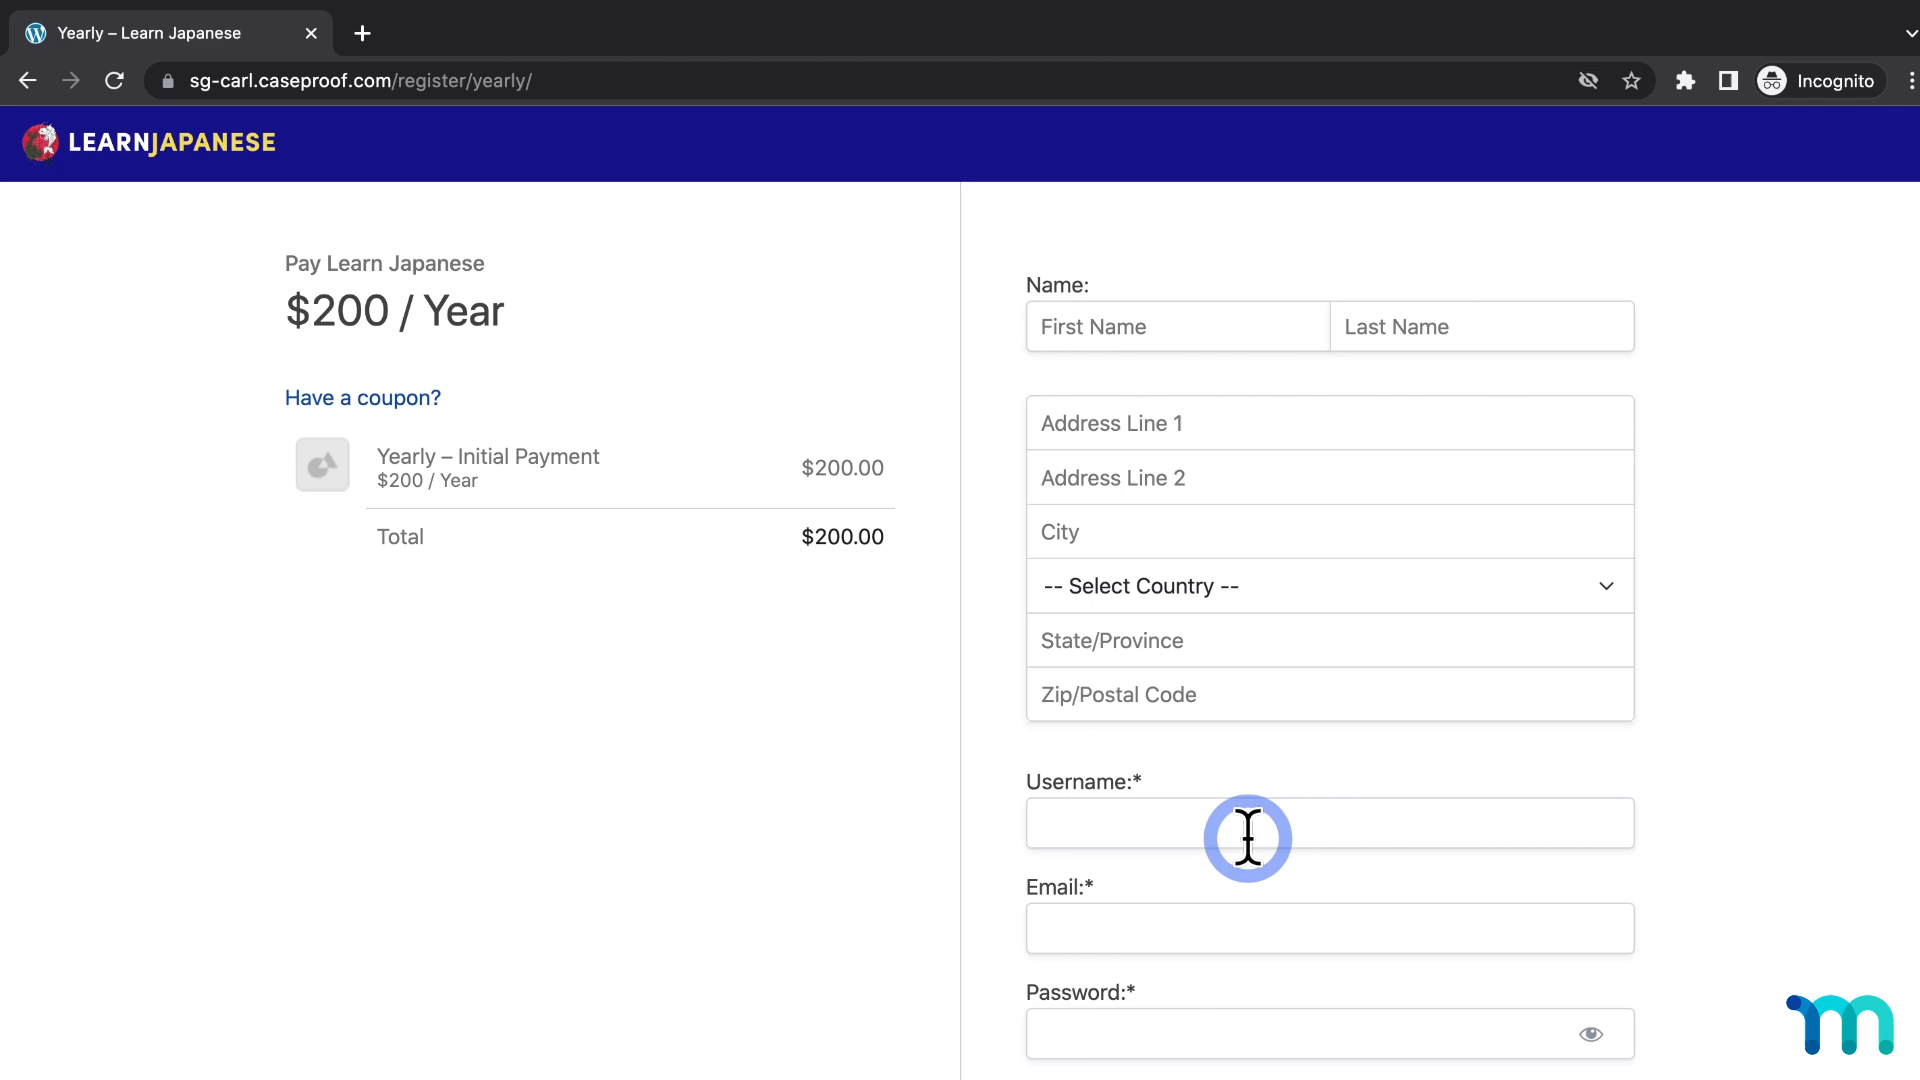 Yearly – Learn Japanese
sg-carl.caseproof.com/register/yearly/
Incognito
LEARNJAPANESE
Pay Learn Japanese
$200 / Year
Have a coupon?
Yearly – Initial Payment
$200 / Year
$200.00
Total
$200.00
Name:
First Name
Last Name
Address Line 1
Address Line 2
City
-- Select Country --
State/Province
Zip/Postal Code
Username:*
Email:*
Password:*